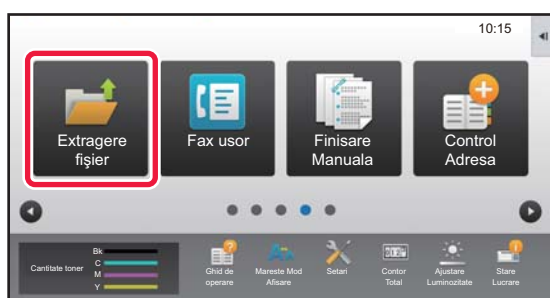 10:15
Extragere
fişier
Fax usor
Finisare
Manuala
Control
Adresa
Cantitate toner
Bk
C
M
Y
Ghid de
operare
Mareste Mod
Afisare
Setari
Contor
Total
Ajustare
Luminozitate
Stare
Lucrare